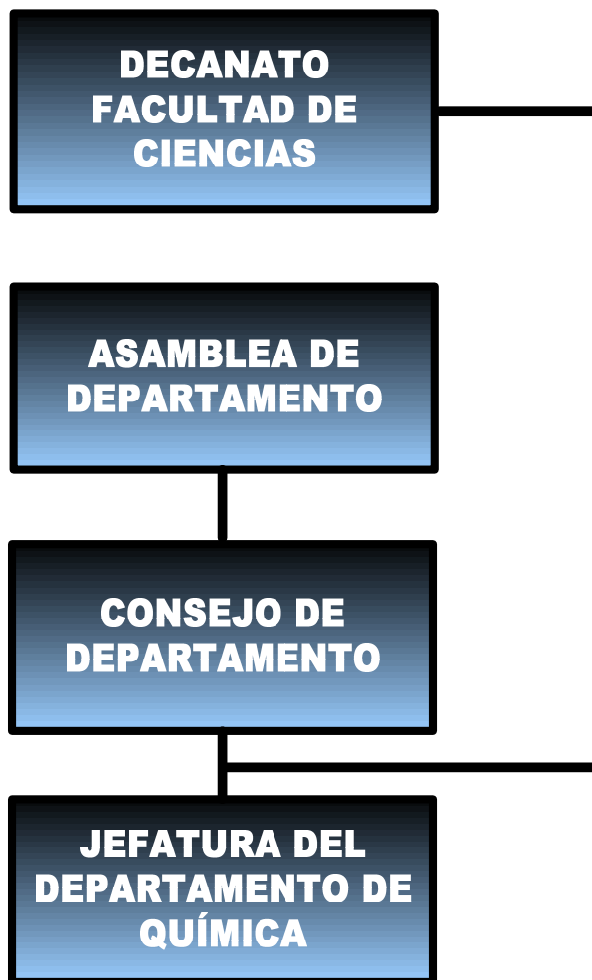 DECANATO
FACULTAD DE
CIENCIAS
ASAMBLEA DE
DEPARTAMENTO
CONSEJO DE
DEPARTAMENTO
JEFATURA DEL
DEPARTAMENTO DE
QUÍMICA